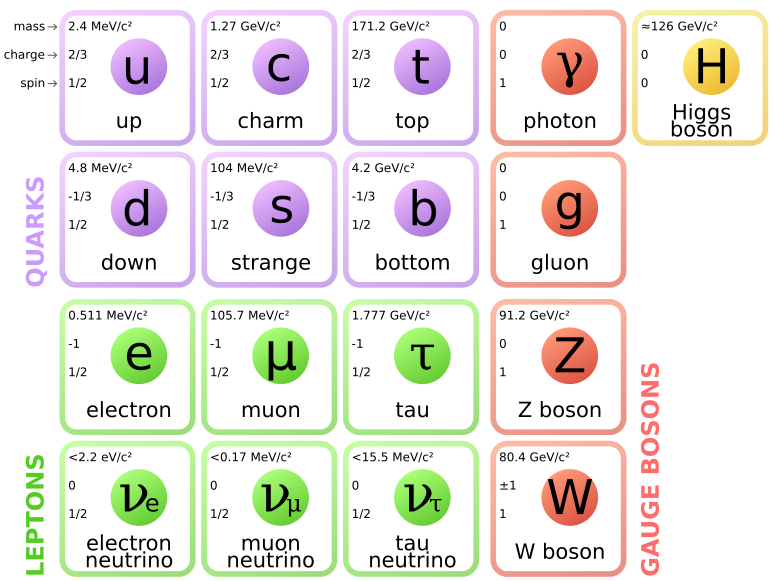 mass→
charge→
spin→
2.4 MeV/c²
2/3
1/2
u
up
1.27 GeV/c²
2/3
1/2
c
charm
171.2 GeV/c²
2/3
1/2
t
top
0
0
1
γ
photon
≈126 GeV/c²
0
0
H
Higgs
boson
QUARKS
4.8 MeV/c²
-1/3
1/2
d
down
104 MeV/c²
-1/3
1/2
s
strange
4.2 GeV/c²
-1/3
1/2
b
bottom
0
0
1
g
gluon
0.511 MeV/c²
-1
1/2
e
electron
105.7 MeV/c²
-1
1/2
μ
muon
1.777 GeV/c²
-1
1/2
τ
tau
91.2 GeV/c²
0
1
Z
Z boson
LEPTONS
<2.2 eV/c²
0
1/2
νe
electron
neutrino
<0.17 MeV/c²
0
1/2
νμ
muon
neutrino
<15.5 MeV/c²
0
1/2
ντ
tau
neutrino
80.4 GeV/c²
±1
1
W
W boson
GAUGE BOSONS